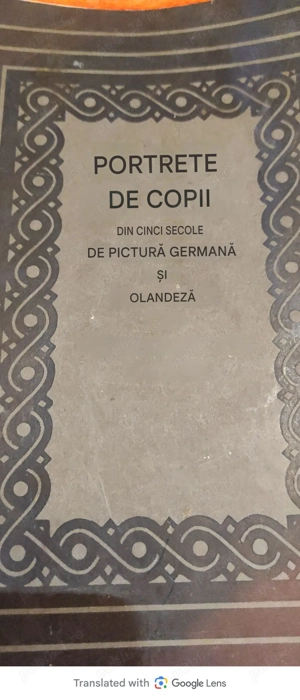 PORTRETE
DE COPII
DIN CINCI SECOLE
DE PICTURĂ GERMANĂ
ȘI
OLANDEZĂ
Translated with Google Lens